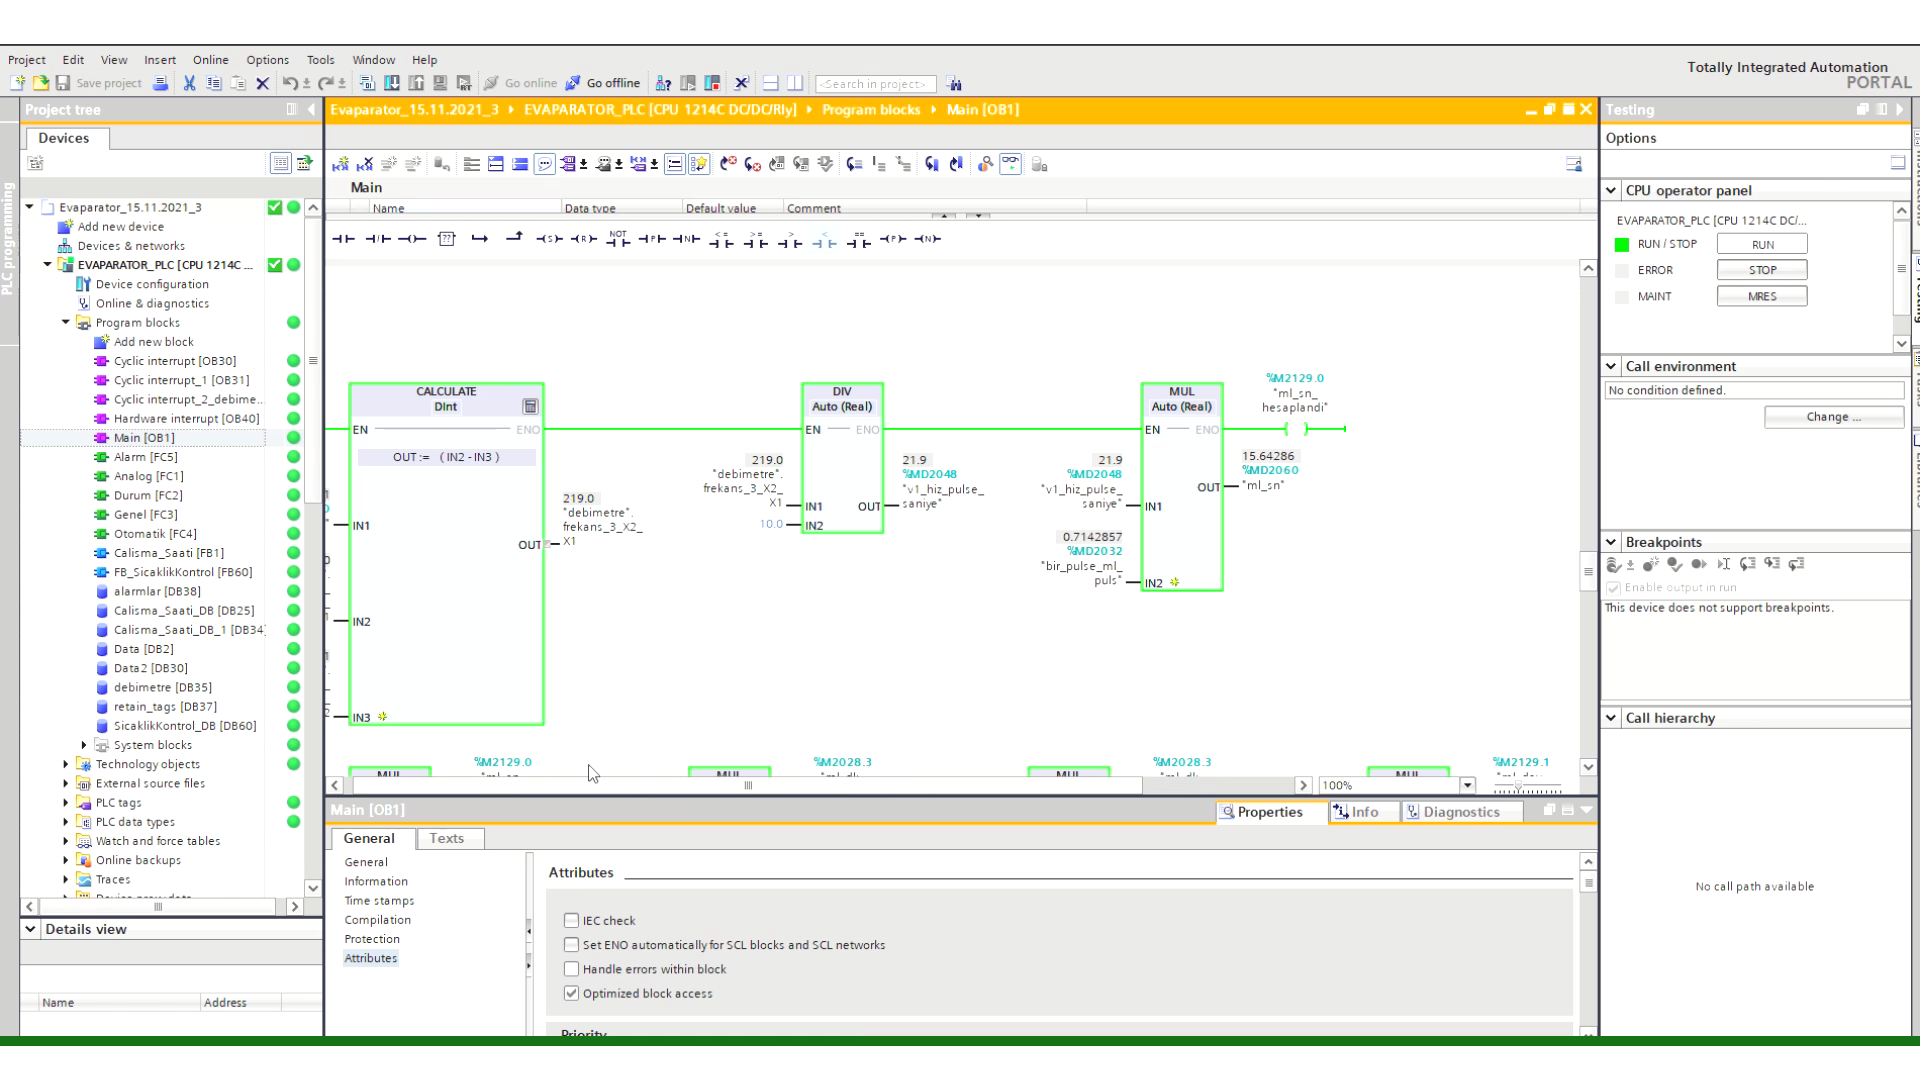 Project Edit View Insert Online Options Tools Window Help
Totally Integrated Automation
PORTAL
Save project Go online Go offline <Search in project>
Project tree
Evaparator_15.11.2021_3 EVAPARATOR_PLC [CPU 1214C DC/DC/Rly] Program blocks Main [OB1]
Testing
Devices
Options
PLC programming
Main
Name Data type Default value Comment
CPU operator panel
EVAPARATOR_PLC [CPU 1214C DC/...
RUN / STOP RUN
ERROR STOP
MAINT MRES
Evaparator_15.11.2021_3
Add new device
Devices & networks
EVAPARATOR_PLC [CPU 1214C ...
Device configuration
Online & diagnostics
Program blocks
Add new block
Cyclic interrupt [OB30]
Cyclic interrupt_1 [OB31]
Cyclic interrupt_2_debime...
Hardware interrupt [OB40]
Main [OB1]
Alarm [FC5]
Analog [FC1]
Durum [FC2]
Genel [FC3]
Otomatik [FC4]
Calisma_Saati [FB1]
FB_SicaklikKontrol [FB60]
alarmlar [DB38]
Calisma_Saati_DB [DB25]
Calisma_Saati_DB_1 [DB34]
Data [DB2]
Data2 [DB30]
debimetre [DB35]
retain_tags [DB37]
SicaklikKontrol_DB [DB60]
System blocks
Technology objects
External source files
PLC tags
PLC data types
Watch and force tables
Online backups
Traces
NOT
CALCULATE
DInt
EN ENO
OUT := ( IN2 - IN3 )
IN1
IN2
IN3
OUT
219.0
"debimetre".
frekans_3_X2_
X1
DIV
Auto (Real)
EN ENO
219.0
"debimetre".
frekans_3_X2_
X1
IN1
10.0
IN2
OUT
21.9
%MD2048
"v1_hiz_pulse_
saniye"
MUL
Auto (Real)
EN ENO
21.9
%MD2048
"v1_hiz_pulse_
saniye"
IN1
0.7142857
%MD2032
"bir_pulse_ml_
puls"
IN2
OUT
15.64286
%MD2060
"ml_sn"
%M2129.0
"ml_sn_
hesaplandi"
%M2129.0
%M2028.3
%M2028.3
%M2129.1
MUL
MUL
MUL
MUL
100%
Call environment
No condition defined.
Change ...
Breakpoints
Enable output in run
This device does not support breakpoints.
Call hierarchy
No call path available
Main [OB1]
Properties Info Diagnostics
General Texts
General
Information
Time stamps
Compilation
Protection
Attributes
Attributes
IEC check
Set ENO automatically for SCL blocks and SCL networks
Handle errors within block
Optimized block access
Priority
Details view
Name Address